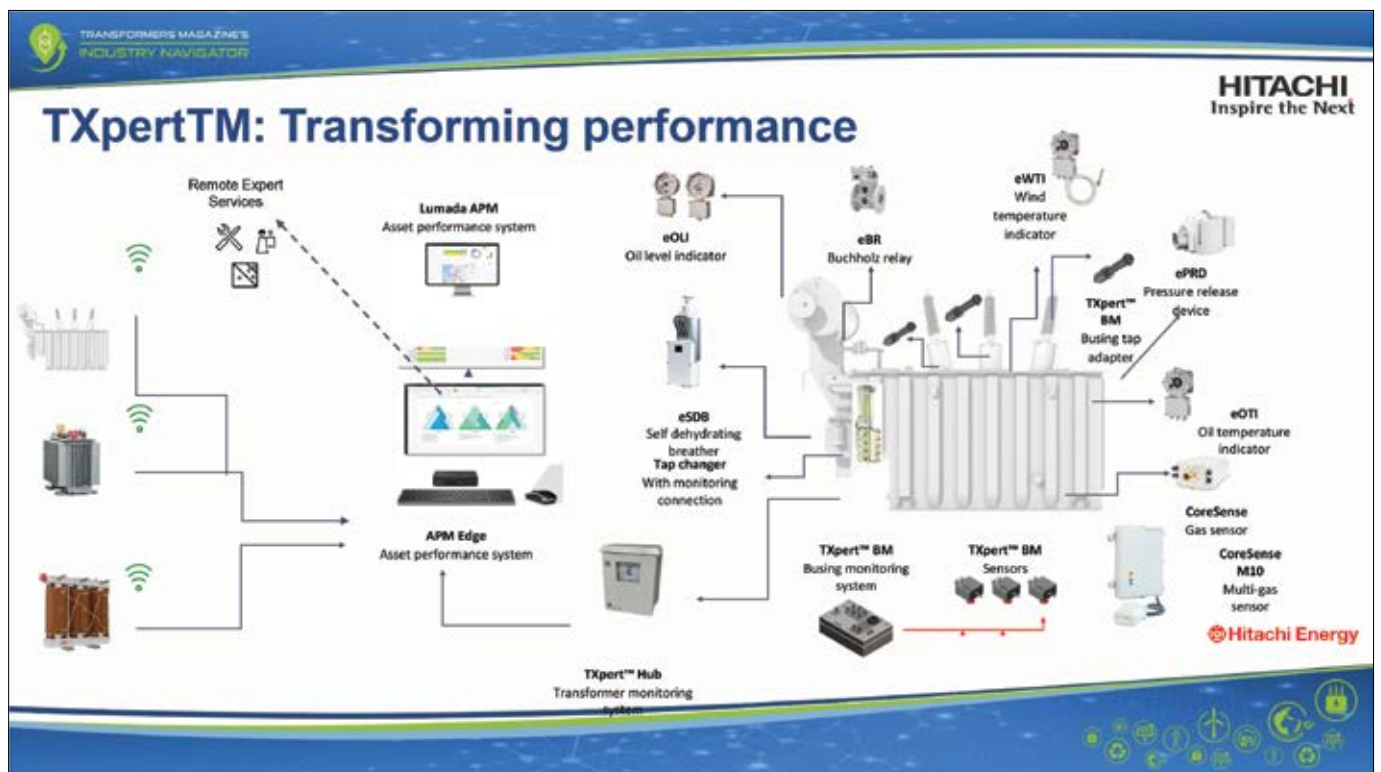 TRANSFORMERS MAGAZINE'S
INDUSTRY NAVIGATOR
HITACHI
Inspire the Next
TXpertTM: Transforming performance
Remote Expert
Services
Lumada APM
Asset performance system
eOLI
Oil level indicator
eBR
Buchholz relay
eWTI
Wind
temperature
indicator
ePRD
Pressure release
device
TXpert™
BM
Busing tap
adapter
eSDB
Self dehydrating
breather
Tap changer
With monitoring
connection
eOTI
Oil temperature
indicator
CoreSense
Gas sensor
APM Edge
Asset performance system
TXpert™ BM
Busing monitoring
system
TXpert™ BM
Sensors
CoreSense
M10
Multi-gas
sensor
Hitachi Energy
TXpert™ Hub
Transformer monitoring
system